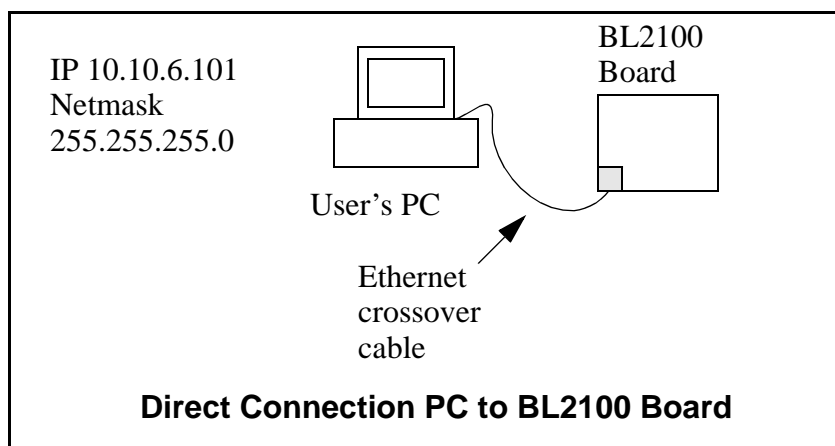 IP 10.10.6.101
Netmask
255.255.255.0
BL2100
Board
User’s PC
Ethernet
crossover
cable
Direct Connection PC to BL2100 Board